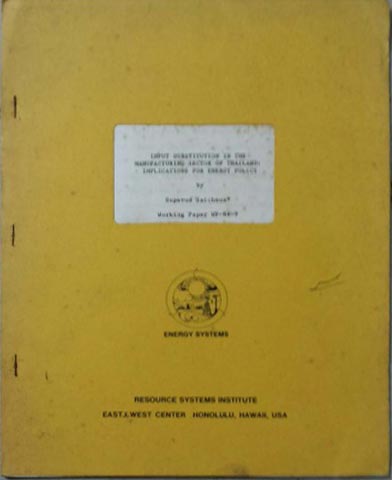 INPUT SUBSTITUTION IN THE
MANUFACTURING SECTOR OF THAILAND:
IMPLICATIONS FOR ENERGY POLICY
by
Working Paper
ENERGY SYSTEMS
RESOURCE SYSTEMS INSTITUTE
EAST-WEST CENTER HONOLULU, HAWAII, USA